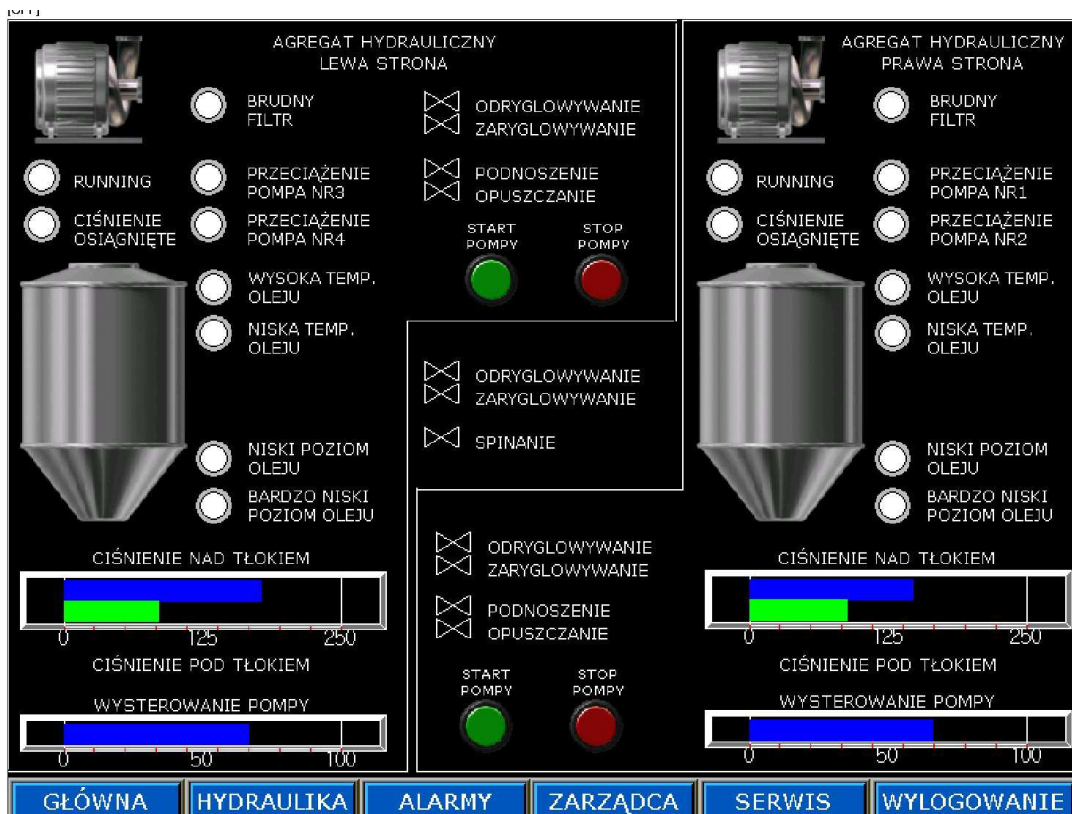 AGREGAT HYDRAULICZNY
LEWA STRONA
BRUDNY
FILTR
RUNNING
PRZECIĄŻENIE
POMPA NR3
CIŚNIENIE
OSIĄGNIĘTE
PRZECIĄŻENIE
POMPA NR4
WYSOKA TEMP.
OLEJU
NISKA TEMP.
OLEJU
NISKI POZIOM
OLEJU
BARDZO NISKI
POZIOM OLEJU
CIŚNIENIE NAD TŁOKIEM
0 125 250
CIŚNIENIE POD TŁOKIEM
WYSTEROWANIE POMPY
0 50 100
ODRYGLOWYWANIE
ZARYGLOWYWANIE
PODNOSZENIE
OPUSZCZANIE
START
POMPY
STOP
POMPY
ODRYGLOWYWANIE
ZARYGLOWYWANIE
SPINANIE
ODRYGLOWYWANIE
ZARYGLOWYWANIE
PODNOSZENIE
OPUSZCZANIE
START
POMPY
STOP
POMPY
AGREGAT HYDRAULICZNY
PRAWA STRONA
BRUDNY
FILTR
RUNNING
PRZECIĄŻENIE
POMPA NR1
CIŚNIENIE
OSIĄGNIĘTE
PRZECIĄŻENIE
POMPA NR2
WYSOKA TEMP.
OLEJU
NISKA TEMP.
OLEJU
NISKI POZIOM
OLEJU
BARDZO NISKI
POZIOM OLEJU
CIŚNIENIE NAD TŁOKIEM
0 125 250
CIŚNIENIE POD TŁOKIEM
WYSTEROWANIE POMPY
0 50 100
GŁÓWNA HYDRAULIKA ALARMY ZARZĄDCA SERWIS WYLOGOWANIE